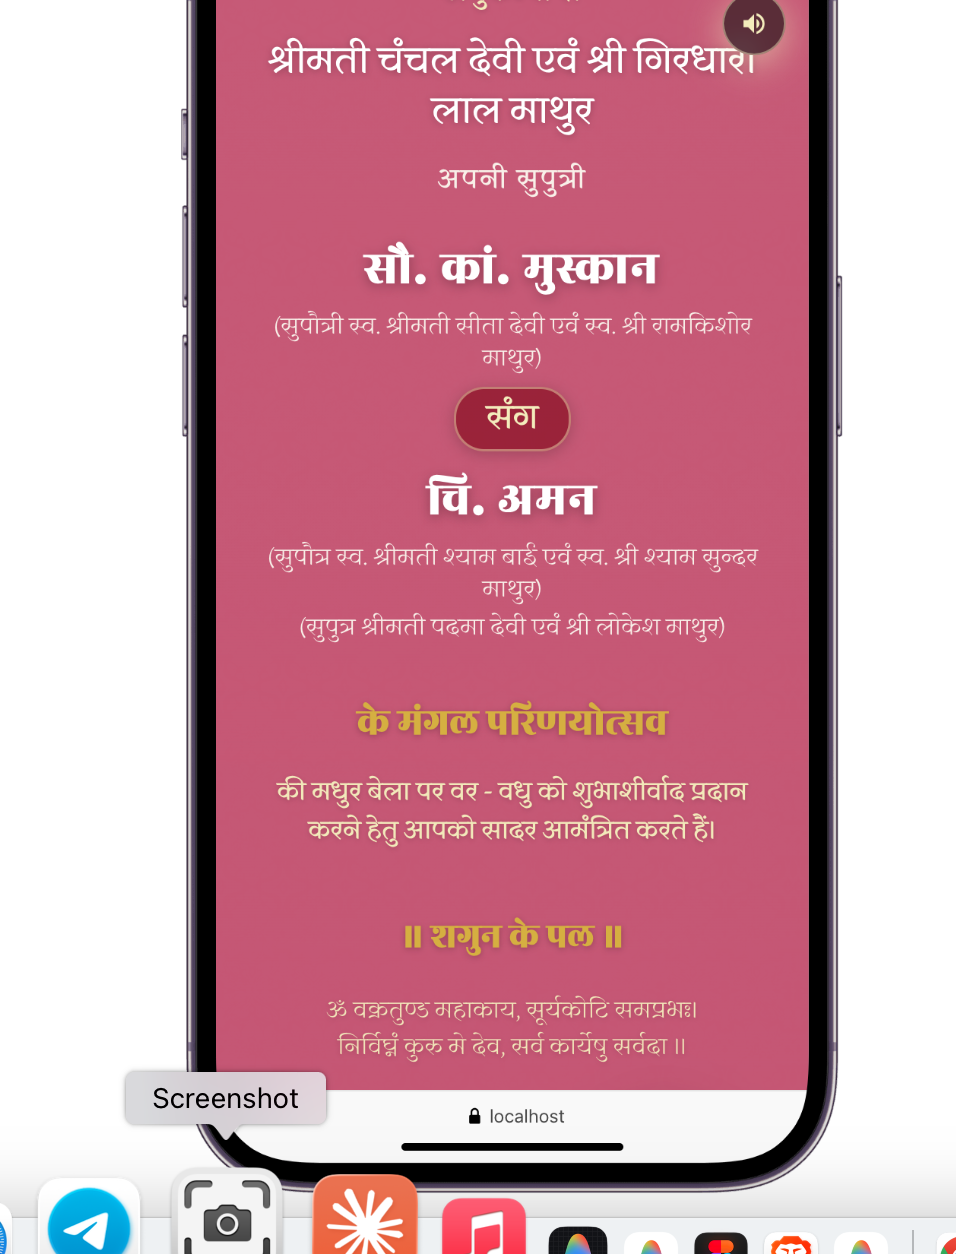 श्रीमती चंचल देवी एवं श्री गिरधारी
लाल माथुर
अपनी सुपुत्री
सौ. कां. मुस्कान
(सुपौत्री स्व. श्रीमती सीता देवी एवं स्व. श्री रामकिशोर
माथुर)
संग
चि. अमन
(सुपौत्र स्व. श्रीमती श्याम बाई एवं स्व. श्री श्याम सुन्दर
माथुर)
(सुपुत्र श्रीमती पदमा देवी एवं श्री लोकेश माथुर)
के मंगल परिणयोत्सव
की मधुर बेला पर वर - वधु को शुभाशीर्वाद प्रदान
करने हेतु आपको सादर आमंत्रित करते हैं।
॥ शगुन के पल ॥
ॐ वक्रतुण्ड महाकाय, सूर्यकोटि समप्रभः।
निर्विघ्नं कुरु मे देव, सर्व कार्येषु सर्वदा ॥
localhost
Screenshot